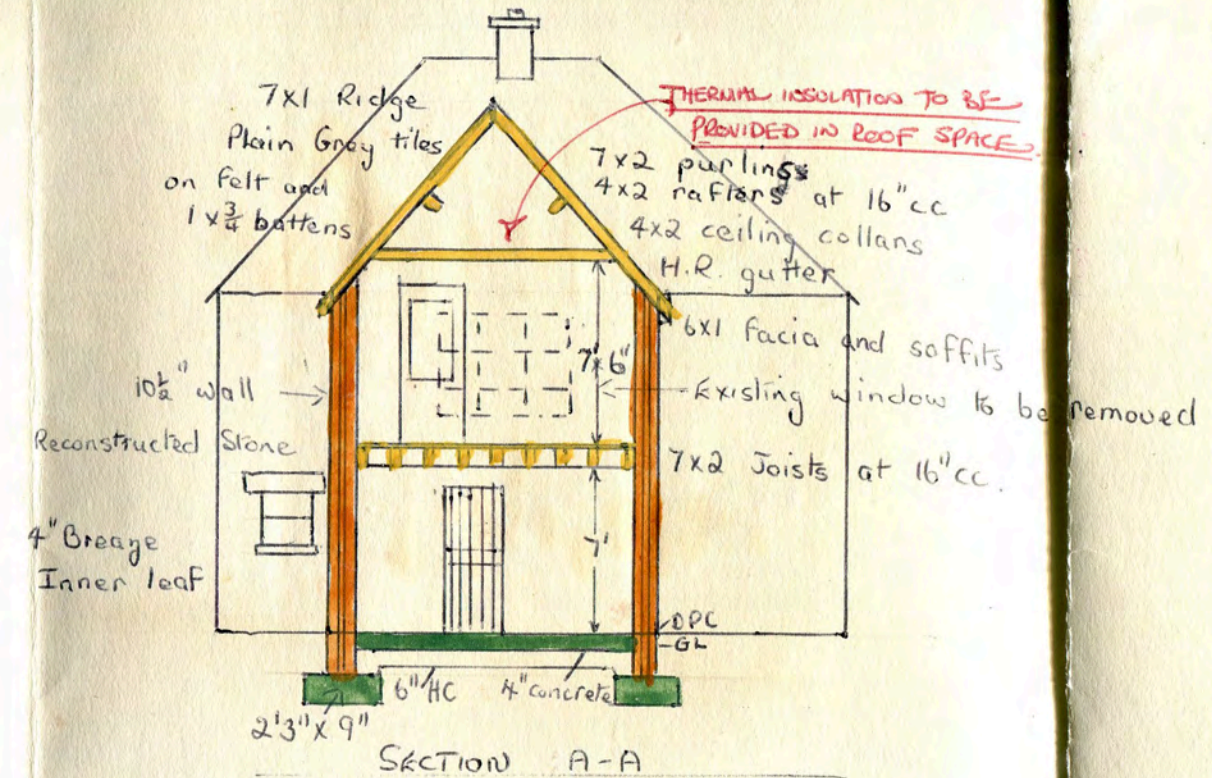 7x1 Ridge
Plain Grey tiles
on felt and
1 x 3/4 battens
THERMAL INSULATION TO BE
PROVIDED IN ROOF SPACE.
7x2 purlings
4x2 rafters at 16"cc
4x2 ceiling collars
H.R. gutter
6x1 facia and soffits
7'x6"
10½" wall
Existing window to be removed
Reconstructed Stone
7x2 Joists at 16"cc.
4" Breaze
Inner leaf
7'
DPC
GL
6" HC
4" concrete
2'3" x 9"
SECTION A-A